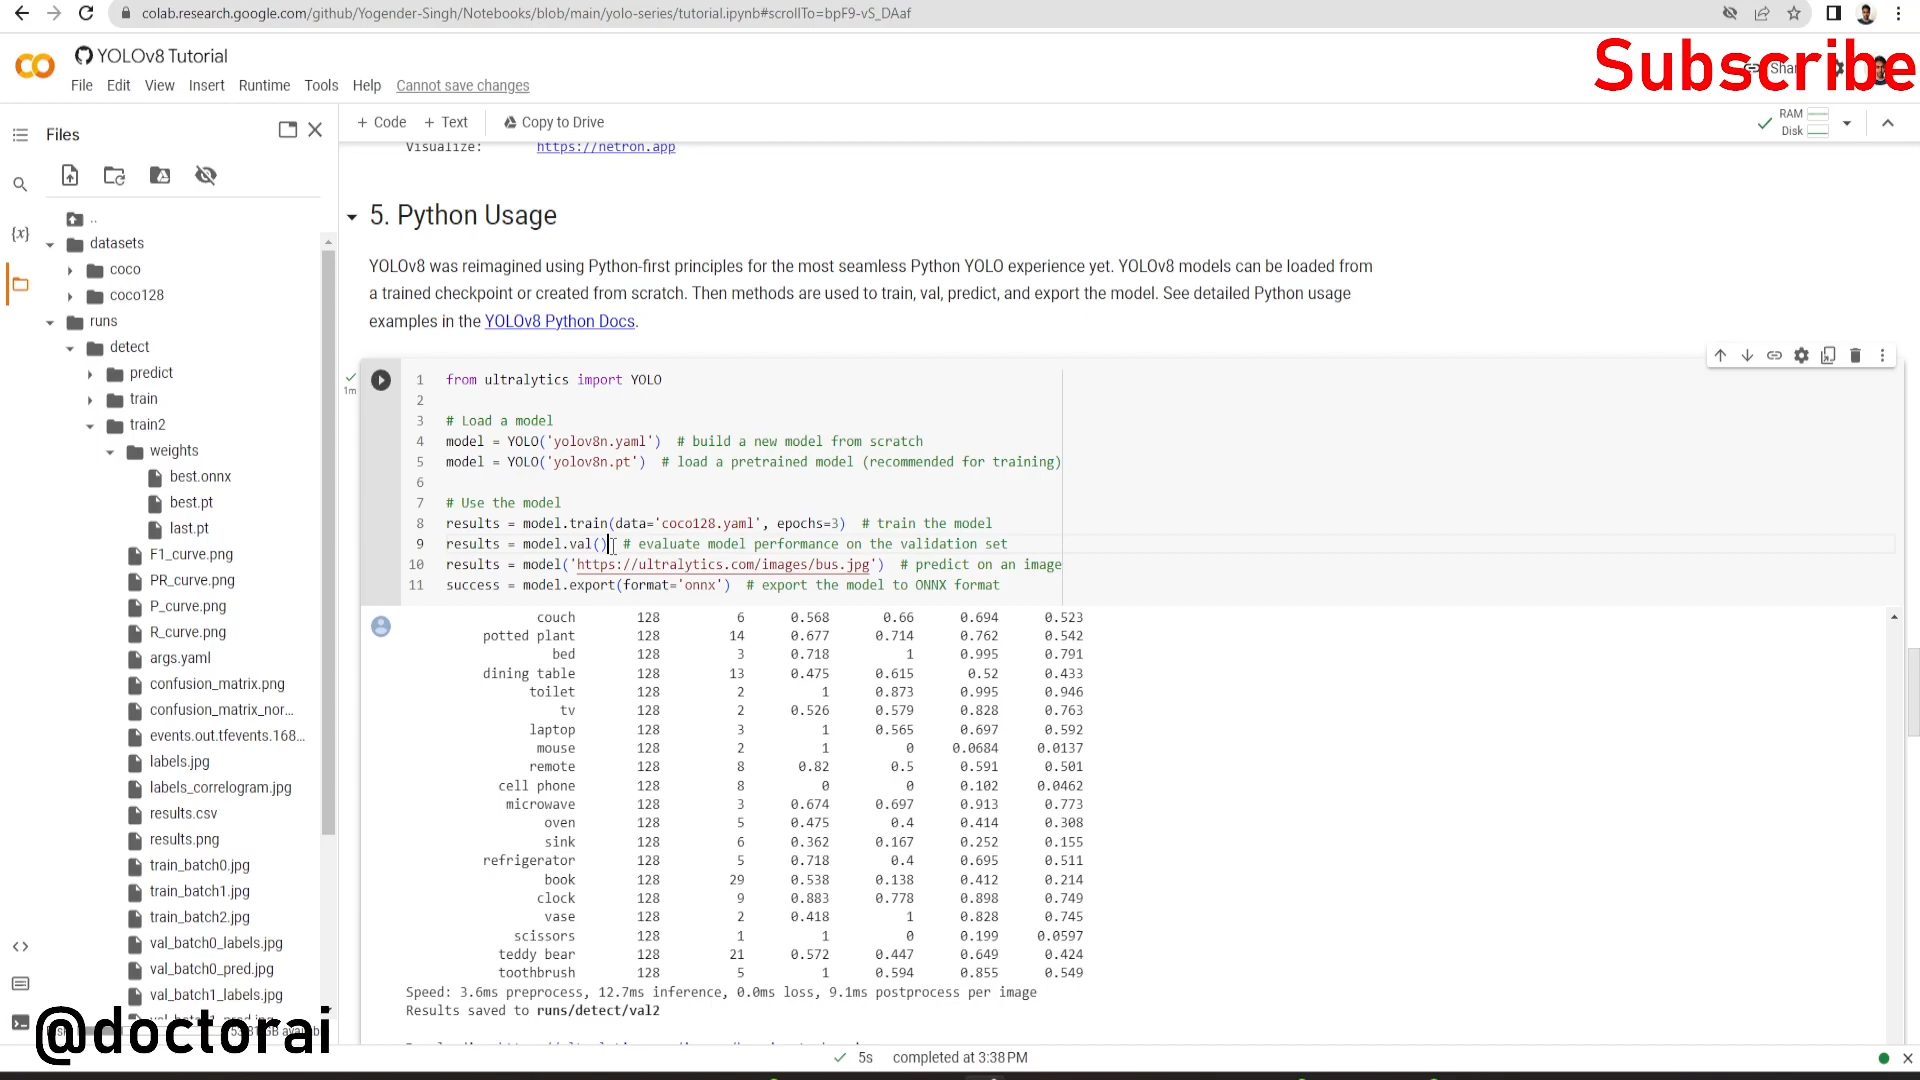 colab.research.google.com/github/Yogender-Singh/Notebooks/blob/main/yolo-series/tutorial.ipynb#scrollTo=bpF9-vS_DAaf
CO
YOLOv8 Tutorial
Subscribe
Share
File Edit View Insert Runtime Tools Help Cannot save changes
Files
+ Code + Text Copy to Drive
RAM
Disk
..
datasets
coco
coco128
runs
detect
predict
train
train2
weights
best.onnx
best.pt
last.pt
F1_curve.png
PR_curve.png
P_curve.png
R_curve.png
args.yaml
confusion_matrix.png
confusion_matrix_nor...
events.out.tfevents.168...
labels.jpg
labels_correlogram.jpg
results.csv
results.png
train_batch0.jpg
train_batch1.jpg
train_batch2.jpg
val_batch0_labels.jpg
val_batch0_pred.jpg
val_batch1_labels.jpg
@doctorai
Visualize: https://netron.app
5. Python Usage
YOLOv8 was reimagined using Python-first principles for the most seamless Python YOLO experience yet. YOLOv8 models can be loaded from
a trained checkpoint or created from scratch. Then methods are used to train, val, predict, and export the model. See detailed Python usage
examples in the YOLOv8 Python Docs.
1m
1 from ultralytics import YOLO
2
3 # Load a model
4 model = YOLO('yolov8n.yaml')  # build a new model from scratch
5 model = YOLO('yolov8n.pt')  # load a pretrained model (recommended for training)
6
7 # Use the model
8 results = model.train(data='coco128.yaml', epochs=3)  # train the model
9 results = model.val()  # evaluate model performance on the validation set
10 results = model('https://ultralytics.com/images/bus.jpg')  # predict on an image
11 success = model.export(format='onnx')  # export the model to ONNX format
couch 128 6 0.568 0.66 0.694 0.523
potted plant 128 14 0.677 0.714 0.762 0.542
bed 128 3 0.718 1 0.995 0.791
dining table 128 13 0.475 0.615 0.52 0.433
toilet 128 2 1 0.873 0.995 0.946
tv 128 2 0.526 0.579 0.828 0.763
laptop 128 3 1 0.565 0.697 0.592
mouse 128 2 1 0 0.0684 0.0137
remote 128 8 0.82 0.5 0.591 0.501
cell phone 128 8 0 0 0.102 0.0462
microwave 128 3 0.674 0.697 0.913 0.773
oven 128 5 0.475 0.4 0.414 0.308
sink 128 6 0.362 0.167 0.252 0.155
refrigerator 128 5 0.718 0.4 0.695 0.511
book 128 29 0.538 0.138 0.412 0.214
clock 128 9 0.883 0.778 0.898 0.749
vase 128 2 0.418 1 0.828 0.745
scissors 128 1 1 0 0.199 0.0597
teddy bear 128 21 0.572 0.447 0.649 0.424
toothbrush 128 5 1 0.594 0.855 0.549
Speed: 3.6ms preprocess, 12.7ms inference, 0.0ms loss, 9.1ms postprocess per image
Results saved to runs/detect/val2
5s completed at 3:38 PM